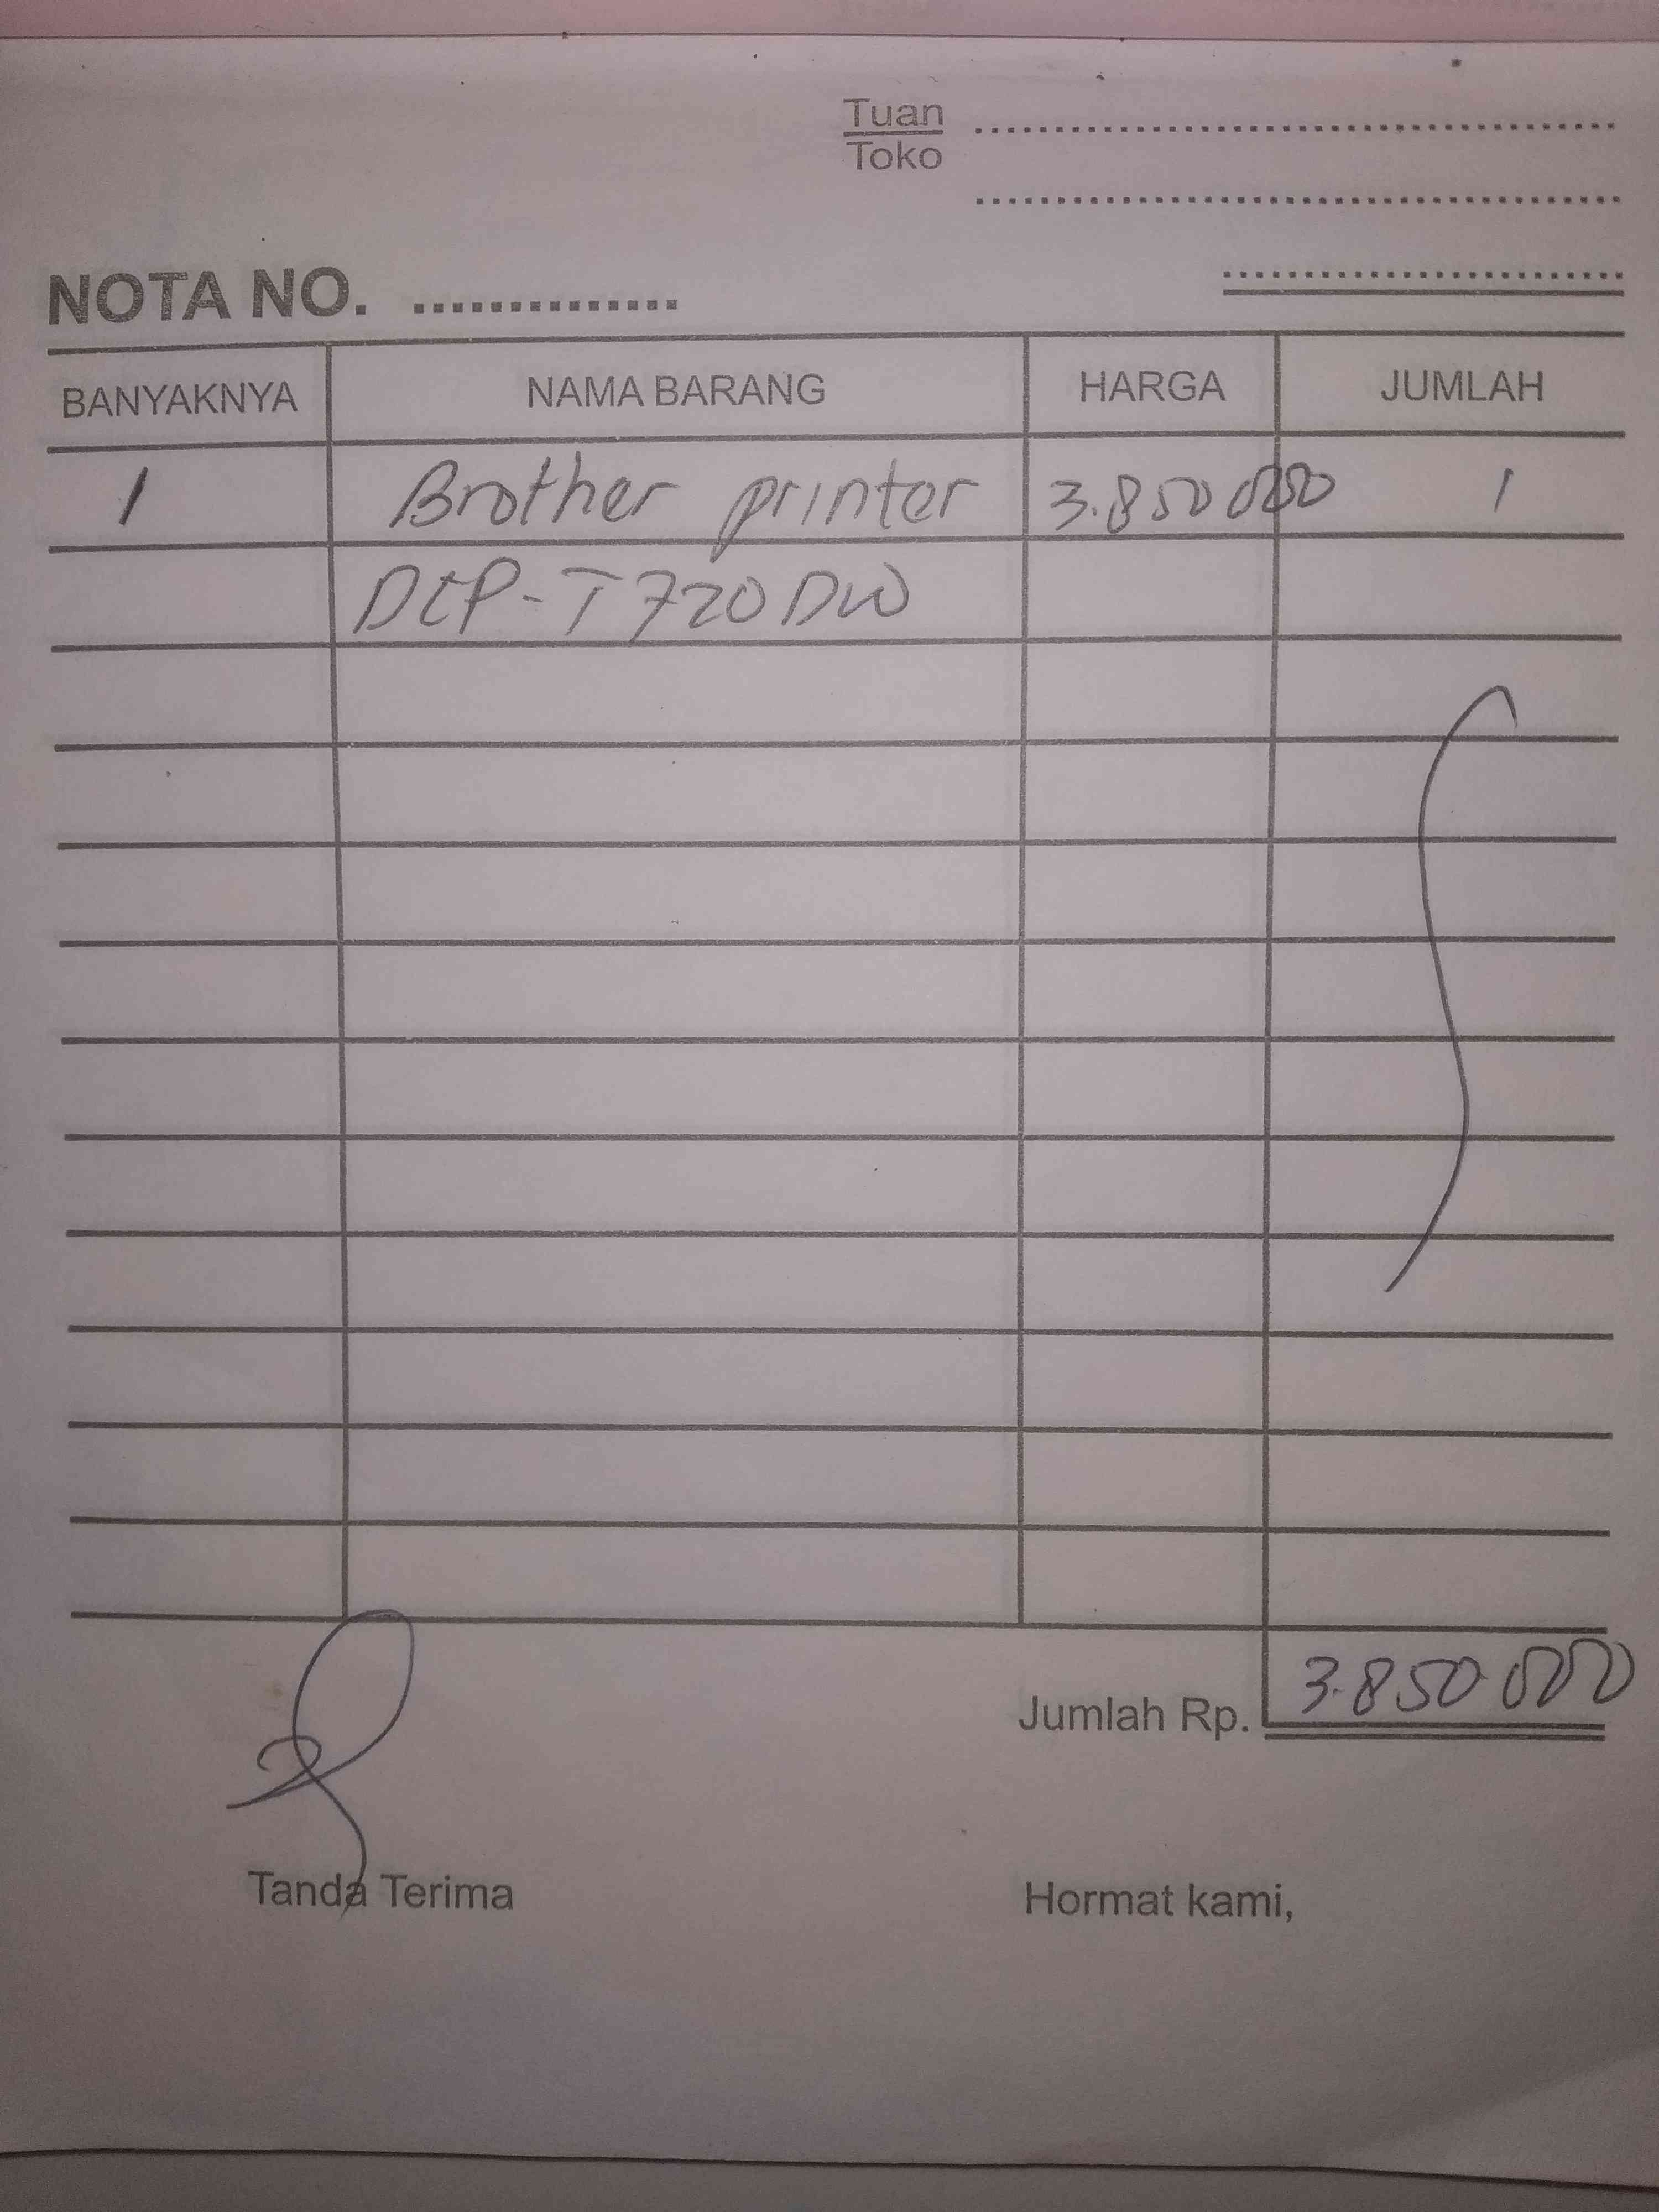 Tuan
Toko
NOTA NO. ..............
BANYAKNYA NAMA BARANG HARGA JUMLAH
1 Brother printer 3.850 000 1
DCP-T720DW
Jumlah Rp. 3.850 000
Tanda Terima Hormat kami,